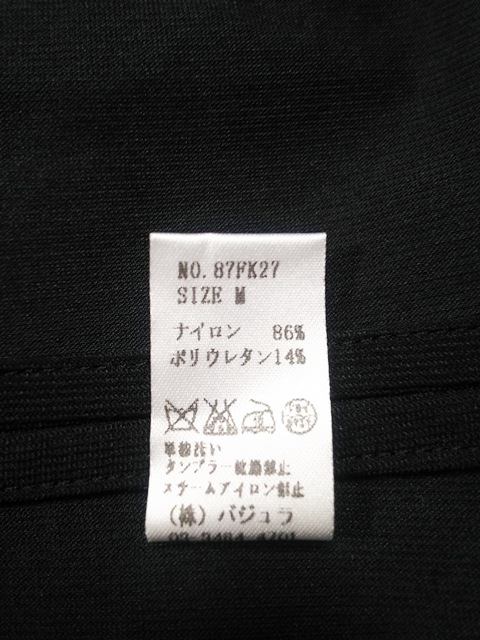 NO. 87FK27
SIZE M
ナイロン 86%
ポリウレタン14%
単独洗い
タンブラー乾燥禁止
スチームアイロン禁止
(株) バジュラ